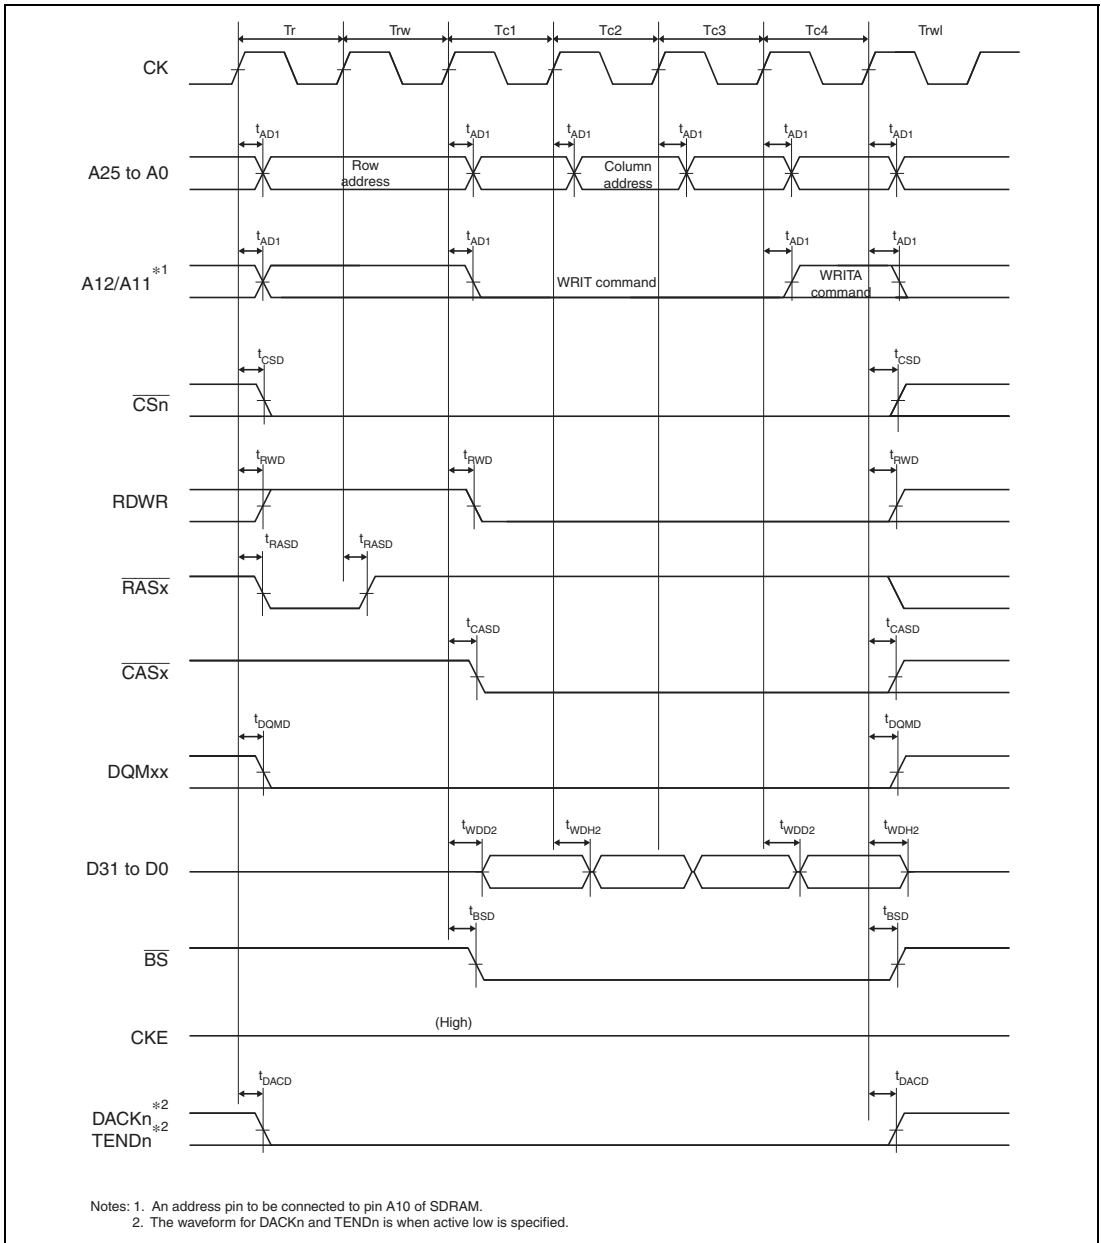 Tr Trw Tc1 Tc2 Tc3 Tc4 Trwl
CK
tAD1 tAD1 tAD1 tAD1 tAD1 tAD1
A25 to A0
Row address
Column address
tAD1 tAD1 tAD1 tAD1
A12/A11*1
WRIT command
WRITA command
tCSD tCSD
CSn
tRWD tRWD tRWD
RDWR
tRASD tRASD
RASx
tCASD tCASD
CASx
tDQMD tDQMD
DQMxx
tWDD2 tWDH2 tWDD2 tWDH2
D31 to D0
tBSD tBSD
BS
(High)
CKE
tDACD tDACD
DACKn*2
TENDn*2
Notes: 1. An address pin to be connected to pin A10 of SDRAM.
2. The waveform for DACKn and TENDn is when active low is specified.